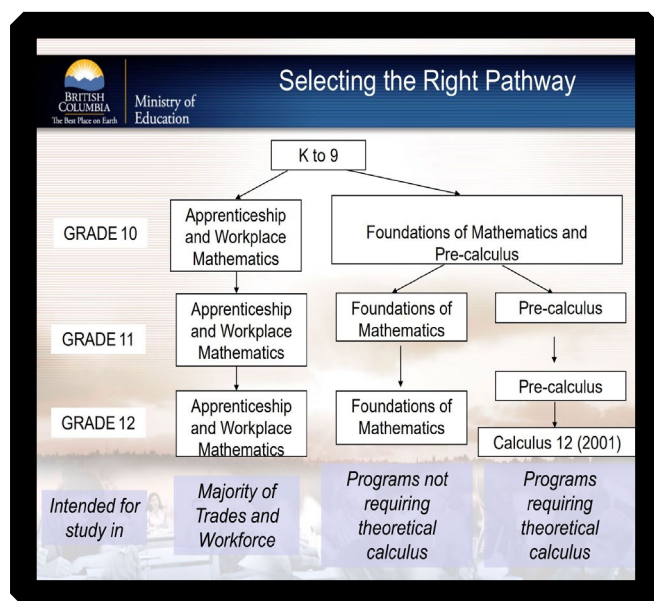 BRITISH
COLUMBIA
The Best Place on Earth
Ministry of
Education
Selecting the Right Pathway
K to 9
GRADE 10
Apprenticeship
and Workplace
Mathematics
Foundations of Mathematics and
Pre-calculus
GRADE 11
Apprenticeship
and Workplace
Mathematics
Foundations of
Mathematics
Pre-calculus
GRADE 12
Apprenticeship
and Workplace
Mathematics
Foundations of
Mathematics
Pre-calculus
Calculus 12 (2001)
Intended for
study in
Majority of
Trades and
Workforce
Programs not
requiring
theoretical
calculus
Programs
requiring
theoretical
calculus